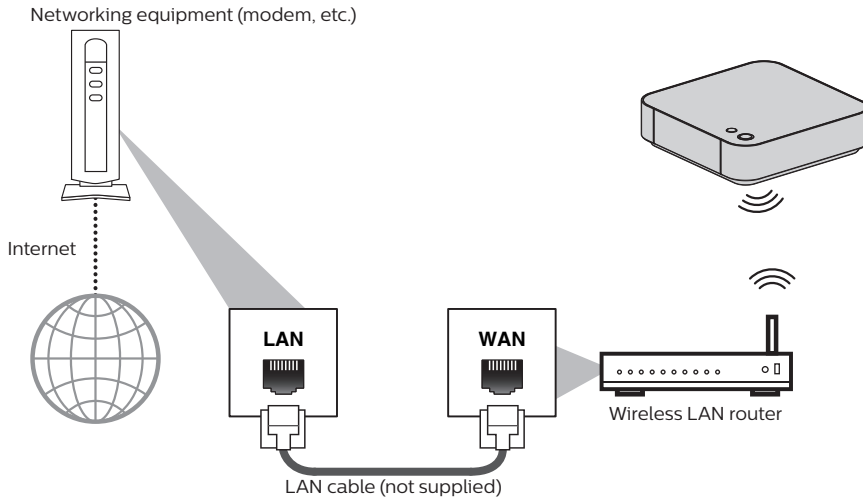 Networking equipment (modem, etc.)
Internet
LAN
WAN
Wireless LAN router
LAN cable (not supplied)